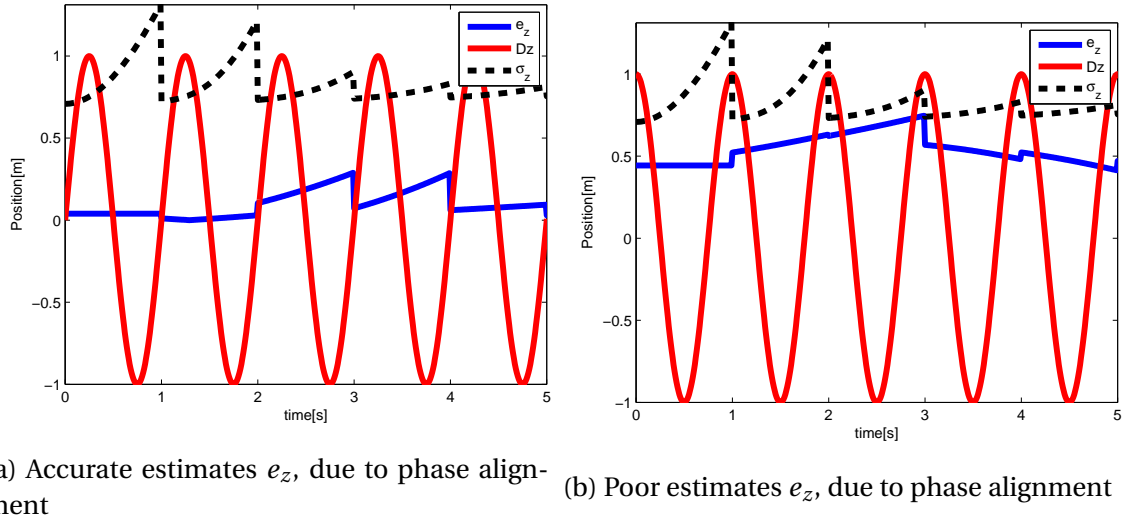 e_z
Dz
σ_z
1
0.5
0
−0.5
−1
Position[m]
0 1 2 3 4 5
time[s]
e_z
Dz
σ_z
1
0.5
0
−0.5
−1
Position[m]
0 1 2 3 4 5
time[s]
a) Accurate estimates e_z, due to phase align-
ment
(b) Poor estimates e_z, due to phase alignment